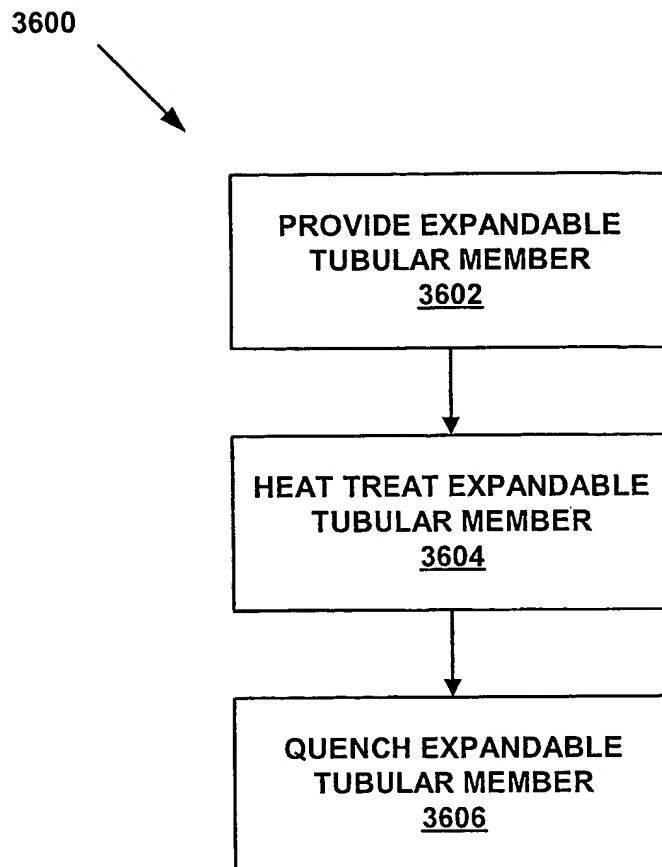 3600
PROVIDE EXPANDABLE
TUBULAR MEMBER
3602
HEAT TREAT EXPANDABLE
TUBULAR MEMBER
3604
QUENCH EXPANDABLE
TUBULAR MEMBER
3606